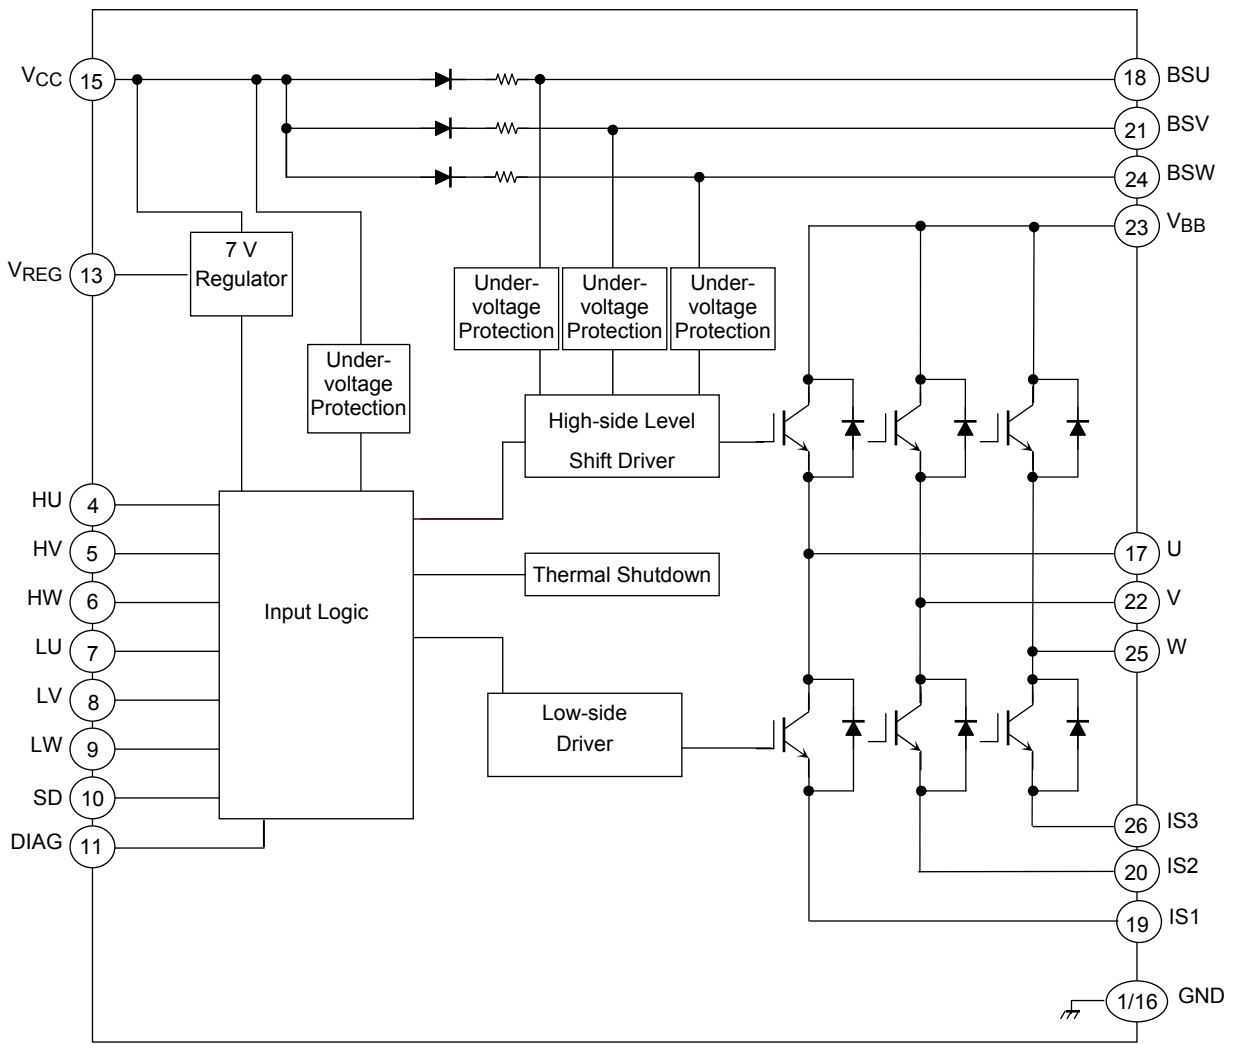 VCC 15
18 BSU
21 BSV
24 BSW
23 VBB
7 V
Regulator
VREG 13
Under-
voltage
Protection
Under-
voltage
Protection
Under-
voltage
Protection
Under-
voltage
Protection
High-side Level
Shift Driver
HU 4
HV 5
HW 6
LU 7
LV 8
LW 9
SD 10
DIAG 11
Input Logic
Thermal Shutdown
Low-side
Driver
17 U
22 V
25 W
26 IS3
20 IS2
19 IS1
1/16 GND